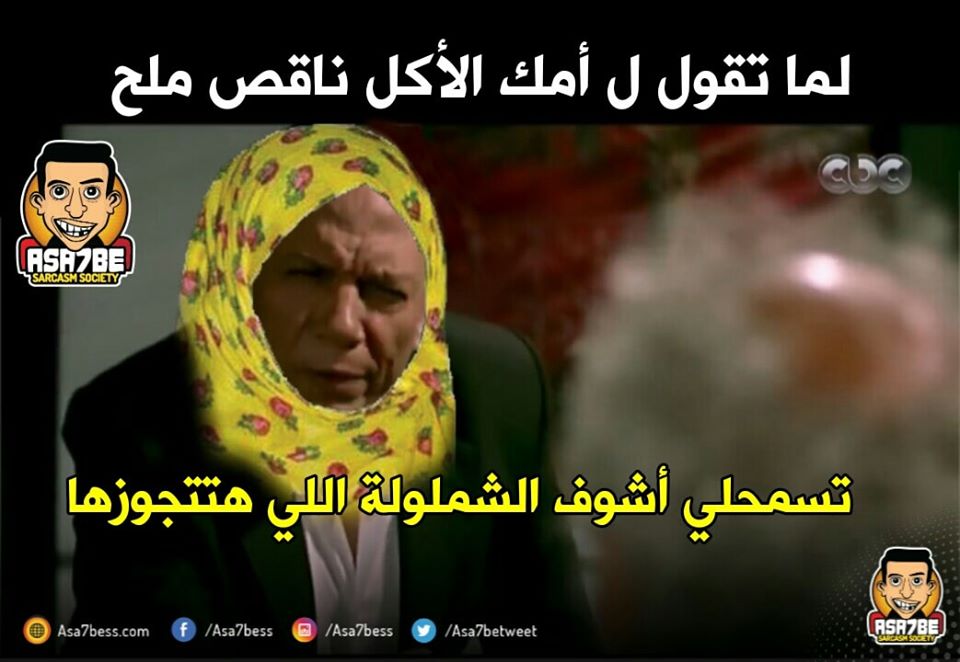 لما تقول ل أمك الأكل ناقص ملح
cbc
ASA7BE
SARCASM SOCIETY
تسمحلي أشوف الشملولة اللي هتتجوزها
ASA7BE
SARCASM SOCIETY
Asa7bess.com /Asa7bess /Asa7bess /Asa7betweet